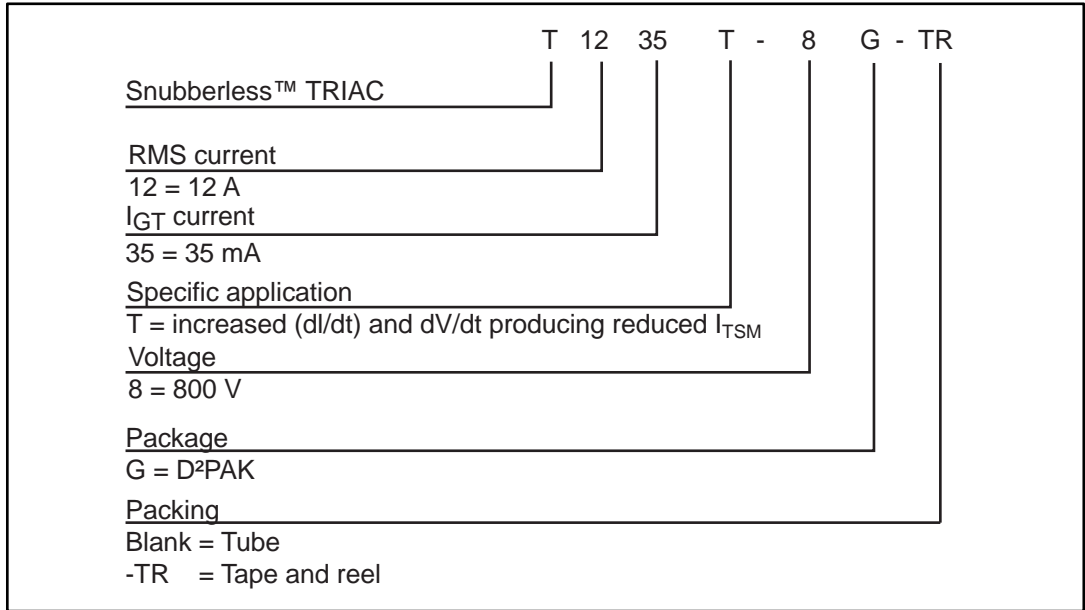 T 12 35 T - 8 G - TR
Snubberless™ TRIAC
RMS current
12 = 12 A
IGT current
35 = 35 mA
Specific application
T = increased (dI/dt) and dV/dt producing reduced ITSM
Voltage
8 = 800 V
Package
G = D²PAK
Packing
Blank = Tube
-TR = Tape and reel